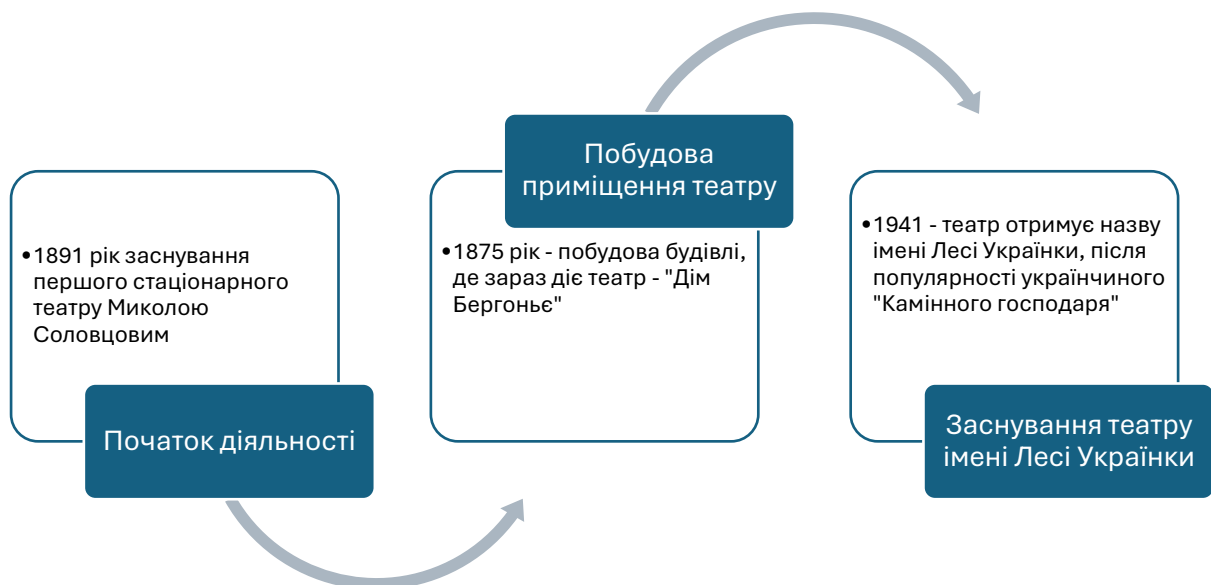 •1891 рік заснування
першого стаціонарного
театру Миколою
Соловцовим
Початок діяльності
Побудова
приміщення театру
•1875 рік - побудова будівлі,
де зараз діє театр - "Дім
Бергоньє"
•1941 - театр отримує назву
імені Лесі Українки, після
популярності українчиного
"Камінного господаря"
Заснування театру
імені Лесі Українки